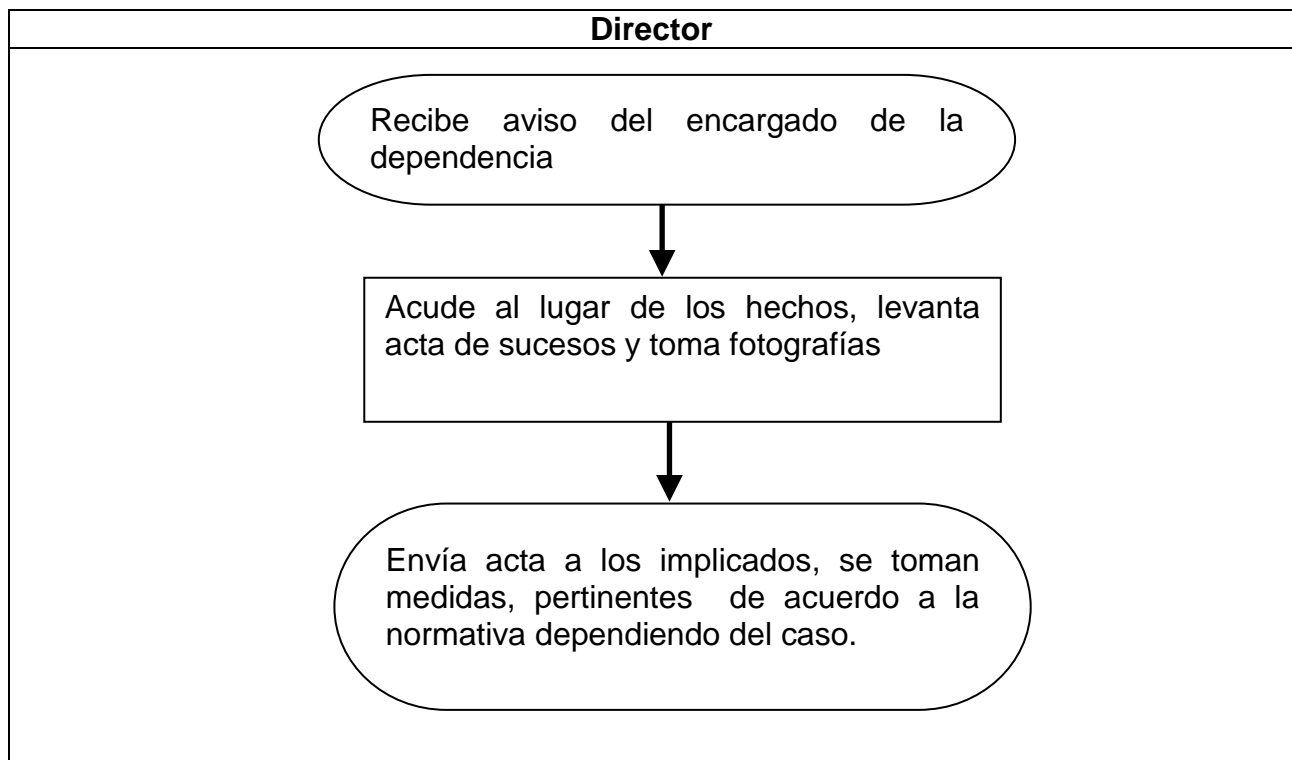 Director
Recibe aviso del encargado de la
dependencia
Acude al lugar de los hechos, levanta
acta de sucesos y toma fotografías
Envía acta a los implicados, se toman
medidas, pertinentes de acuerdo a la
normativa dependiendo del caso.